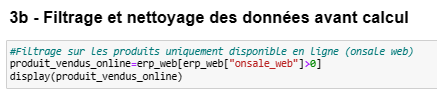 3b - Filtrage et nettoyage des données avant calcul
#Filtrage sur les produits uniquement disponible en ligne (onsale web)
produit_vendus_online=erp_web[erp_web["onsale_web"]>0]
display(produit_vendus_online)